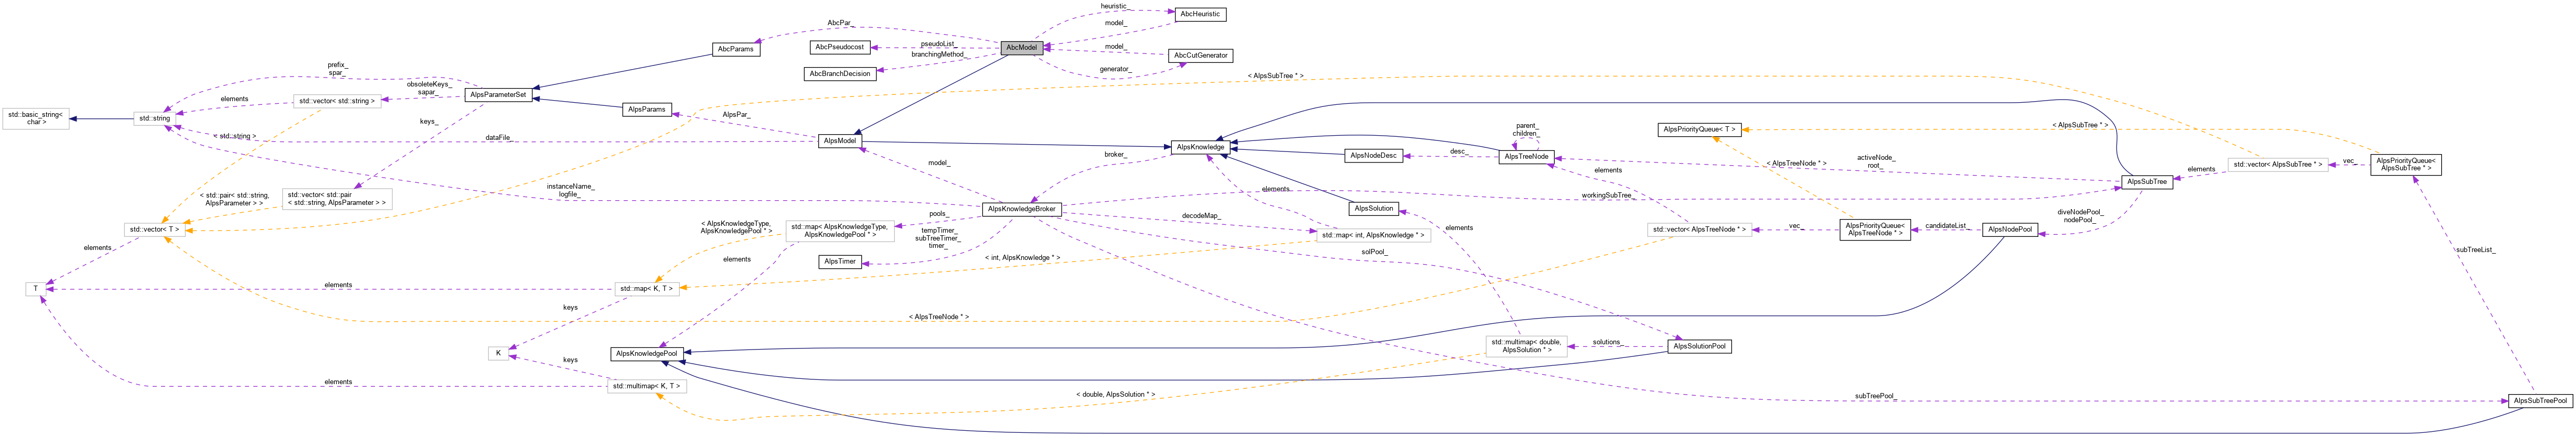 heuristic_
AbcHeuristic
AbcPar_
model_
AbcParams
AbcPseudocost
pseudoList_
AbcModel
model_
AbcCutGenerator
branchingMethod_
AbcBranchDecision
generator_
prefix_
spar_
obsoleteKeys_
sapar_
< AlpsSubTree * >
AlpsParameterSet
elements
std::vector< std::string >
AlpsParams
std::basic_string<
char >
std::string
AlpsPar_
keys_
< std::string >
dataFile_
AlpsModel
AlpsKnowledge
broker_
parent_
children_
AlpsPriorityQueue< T >
< AlpsSubTree * >
AlpsNodeDesc
desc_
AlpsTreeNode
activeNode_
root_
< AlpsTreeNode * >
std::vector< AlpsSubTree * >
vec_
AlpsPriorityQueue<
AlpsSubTree * >
model_
elements
elements
AlpsSubTree
instanceName_
logfile_
elements
workingSubTree_
< std::pair< std::string,
AlpsParameter > >
std::vector< std::pair
< std::string, AlpsParameter > >
AlpsKnowledgeBroker
AlpsSolution
diveNodePool_
nodePool_
pools_
decodeMap_
< AlpsKnowledgeType,
AlpsKnowledgePool * >
std::map< AlpsKnowledgeType,
AlpsKnowledgePool * >
tempTimer_
subTreeTimer_
timer_
std::vector< T >
std::map< int, AlpsKnowledge * >
elements
std::vector< AlpsTreeNode * >
vec_
AlpsPriorityQueue<
AlpsTreeNode * >
candidateList_
AlpsNodePool
elements
elements
AlpsTimer
< int, AlpsKnowledge * >
solPool_
subTreeList_
T
elements
std::map< K, T >
keys
< AlpsTreeNode * >
K
AlpsKnowledgePool
std::multimap< double,
AlpsSolution * >
solutions_
AlpsSolutionPool
keys
elements
std::multimap< K, T >
< double, AlpsSolution * >
subTreePool_
AlpsSubTreePool